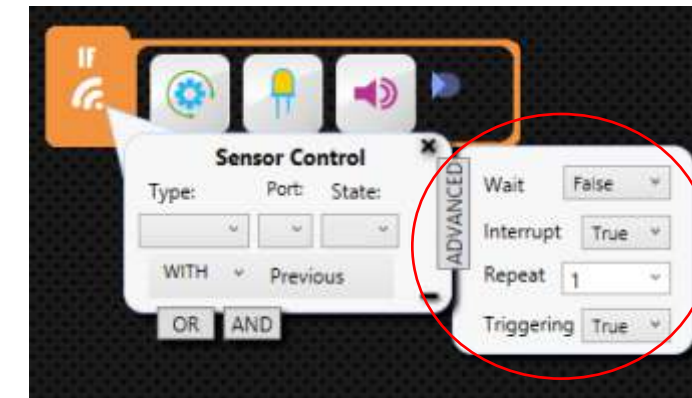 IF
Sensor Control
Type: Port: State:
WITH Previous
OR AND
ADVANCED
Wait False
Interrupt True
Repeat 1
Triggering True